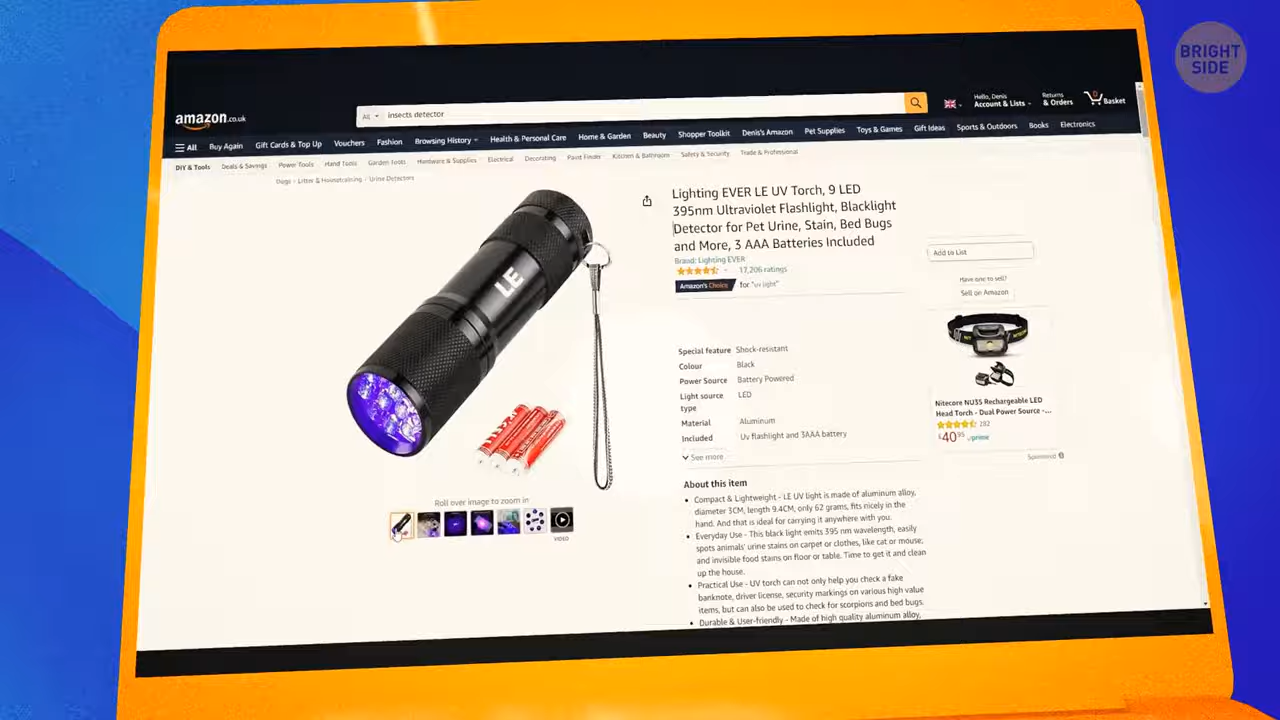 BRIGHT
SIDE
amazon.co.uk
All
insects detector
Hello, Denis
Account & Lists
Returns
& Orders
0
Basket
All
Buy Again
Gift Cards & Top Up
Vouchers
Fashion
Browsing History
Health & Personal Care
Home & Garden
Beauty
Shopper Toolkit
Denis's Amazon
Pet Supplies
Toys & Games
Gift Ideas
Sports & Outdoors
Books
Electronics
DIY & Tools
Deals & Savings
Power Tools
Hand Tools
Garden Tools
Hardware & Supplies
Electrical
Decorating
Paint Finder
Kitchen & Bathroom
Safety & Security
Trade & Professional
Dogs › Litter & Housetraining › Urine Detectors
LE
Roll over image to zoom in
VIDEO
Lighting EVER LE UV Torch, 9 LED
395nm Ultraviolet Flashlight, Blacklight
Detector for Pet Urine, Stain, Bed Bugs
and More, 3 AAA Batteries Included
Brand: Lighting EVER
17,206 ratings
Amazon's Choice for "uv light"
Special feature Shock-resistant
Colour Black
Power Source Battery Powered
Light source LED
type
Material Aluminum
Included Uv flashlight and 3AAA battery
See more
About this item
• Compact & Lightweight - LE UV light is made of aluminum alloy,
diameter 3CM, length 9.4CM, only 62 grams, fits nicely in the
hand. And that is ideal for carrying it anywhere with you.
• Everyday Use - This black light emits 395 nm wavelength, easily
spots animals' urine stains on carpet or clothes, like cat or mouse,
and invisible food stains on floor or table. Time to get it and clean
up the house.
• Practical Use - UV torch can not only help you check a fake
banknote, driver license, security markings on various high value
items, but can also be used to check for scorpions and bed bugs.
• Durable & User-friendly - Made of high quality aluminum alloy,
Add to List
Have one to sell?
Sell on Amazon
Nitecore NU35 Rechargeable LED
Head Torch - Dual Power Source -...
282
£40.95 prime
Sponsored